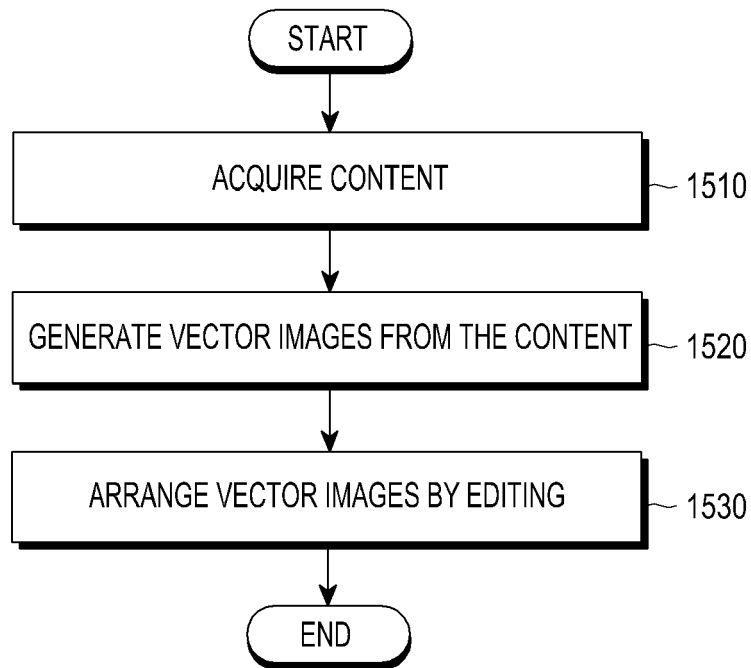 START
ACQUIRE CONTENT
1510
GENERATE VECTOR IMAGES FROM THE CONTENT
1520
ARRANGE VECTOR IMAGES BY EDITING
1530
END